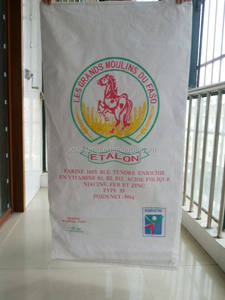 LES GRANDS MOULINS DU FASO
ETALON
FARINE 100% BLE TENDRE ENRICHIE
EN VITAMINE B1, B2, B12, ACIDE FOLIQUE
NIACINE, FER ET ZINC
TYPE 55
POIDS NET: 50kg